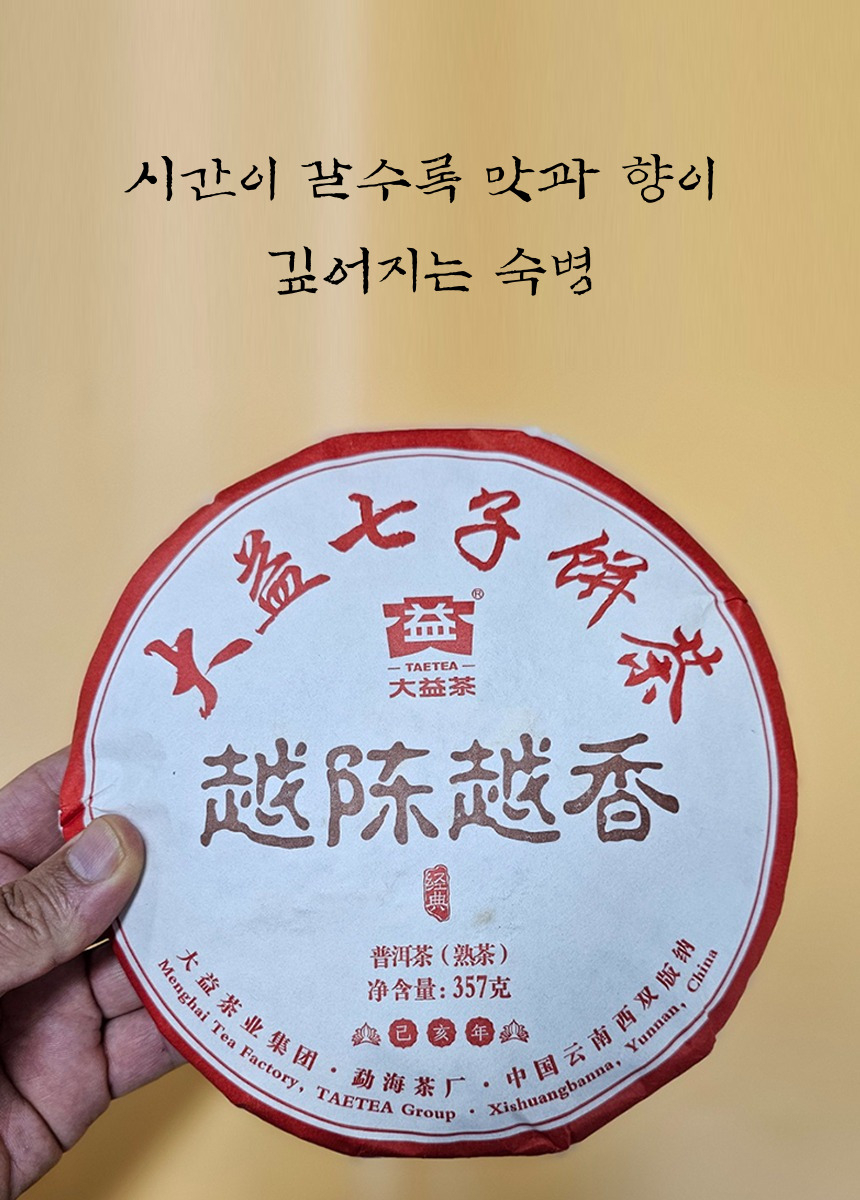 시간이 갈수록 맛과 향이
깊어지는 숙병
大益七子饼茶
益®
TAETEA
大益茶
越陈越香
经典
普洱茶(熟茶)
净含量:357克
己亥年
大益茶业集团·勐海茶厂·中国云南西双版纳
Menghai Tea Factory, TAETEA Group · Xishuangbanna, Yunnan, China